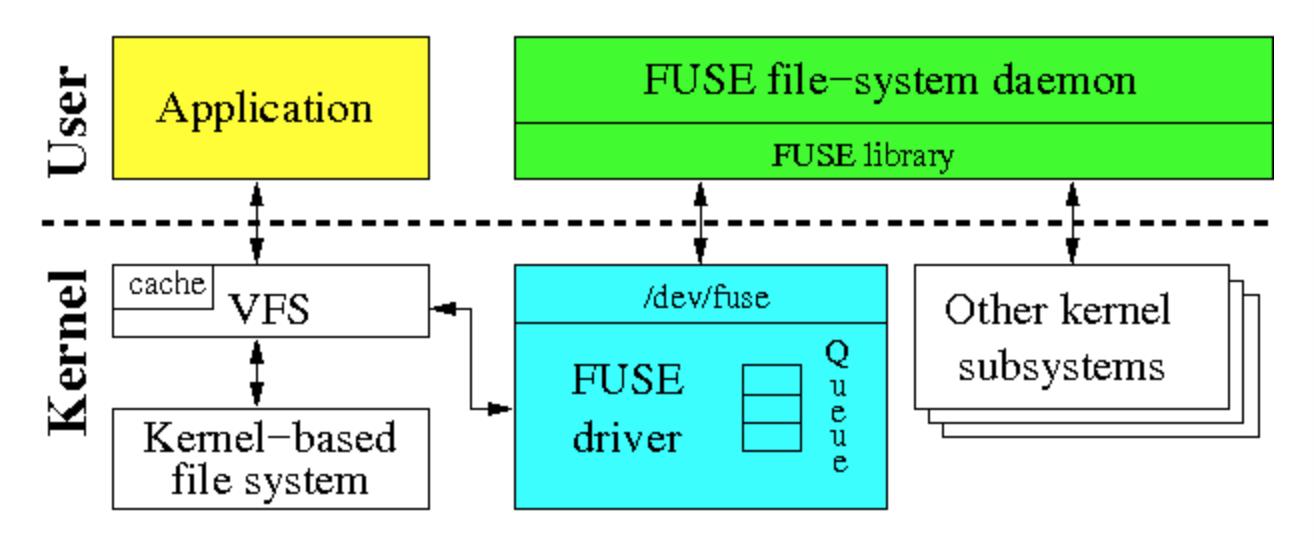 User
Application
FUSE file−system daemon
FUSE library
Kernel
cache
VFS
Kernel−based
file system
/dev/fuse
FUSE
driver
Queue
Other kernel
subsystems